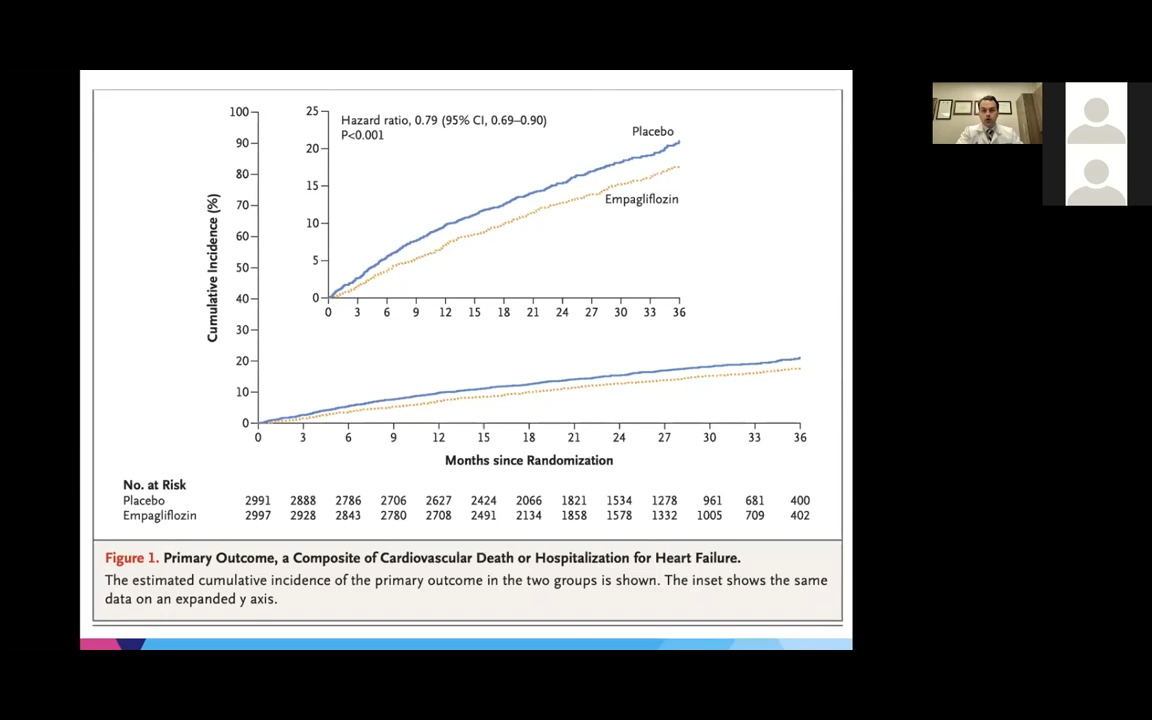 100
90
80
70
60
50
40
30
20
10
0
Cumulative Incidence (%)
25
20
15
10
5
0
Hazard ratio, 0.79 (95% CI, 0.69–0.90)
P<0.001
Placebo
Empagliflozin
0 3 6 9 12 15 18 21 24 27 30 33 36
0 3 6 9 12 15 18 21 24 27 30 33 36
Months since Randomization
No. at Risk
Placebo 2991 2888 2786 2706 2627 2424 2066 1821 1534 1278 961 681 400
Empagliflozin 2997 2928 2843 2780 2708 2491 2134 1858 1578 1332 1005 709 402
Figure 1. Primary Outcome, a Composite of Cardiovascular Death or Hospitalization for Heart Failure.
The estimated cumulative incidence of the primary outcome in the two groups is shown. The inset shows the same
data on an expanded y axis.